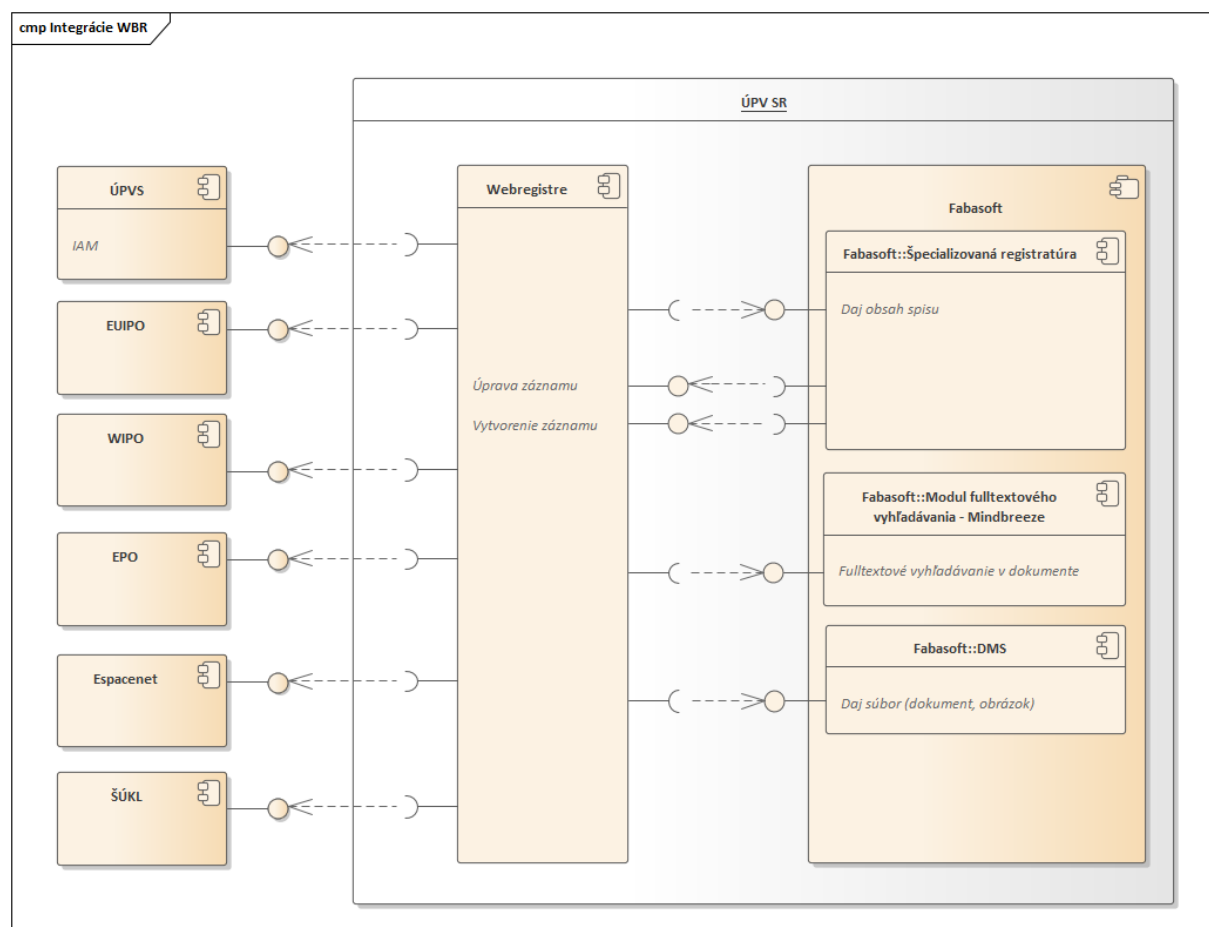 cmp Integrácie WBR
ÚPV SR
ÚPVS
IAM
EUIPO
WIPO
EPO
Espacenet
ŠÚKL
Webregistre
Úprava záznamu
Vytvorenie záznamu
Fabasoft
Fabasoft::Špecializovaná registratúra
Daj obsah spisu
Fabasoft::Modul fulltextového
vyhľadávania - Mindbreeze
Fulltextové vyhľadávanie v dokumente
Fabasoft::DMS
Daj súbor (dokument, obrázok)